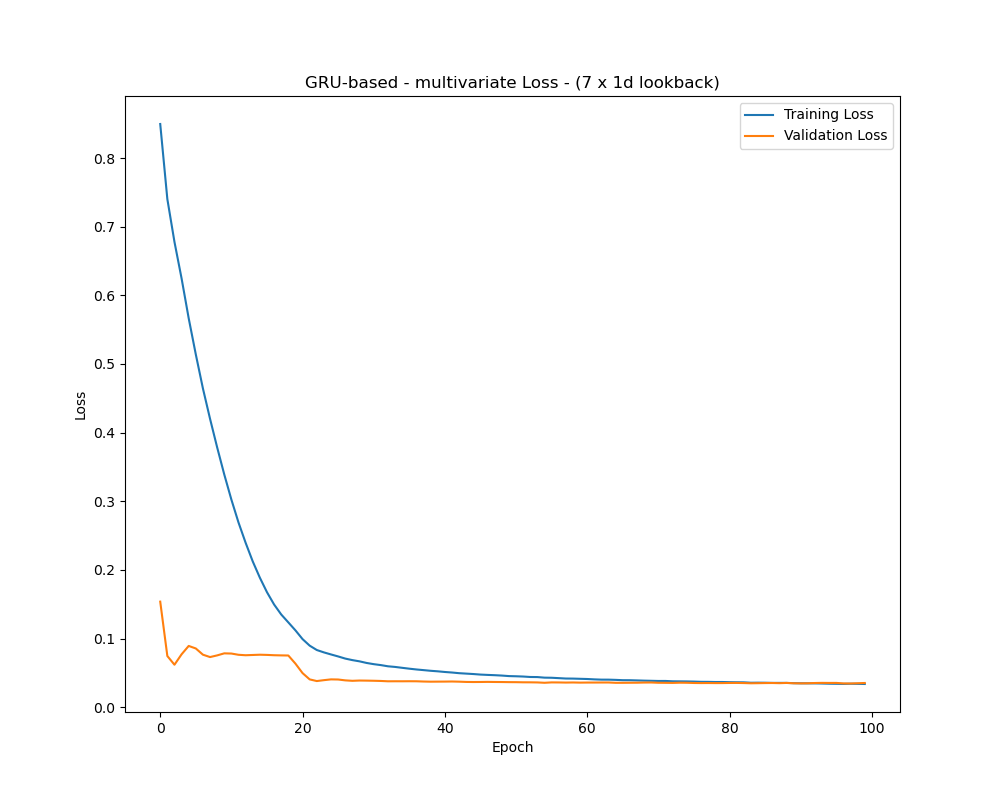 GRU-based - multivariate Loss - (7 x 1d lookback)
Training Loss
Validation Loss
Loss
0.8
0.7
0.6
0.5
0.4
0.3
0.2
0.1
0.0
0 20 40 60 80 100
Epoch